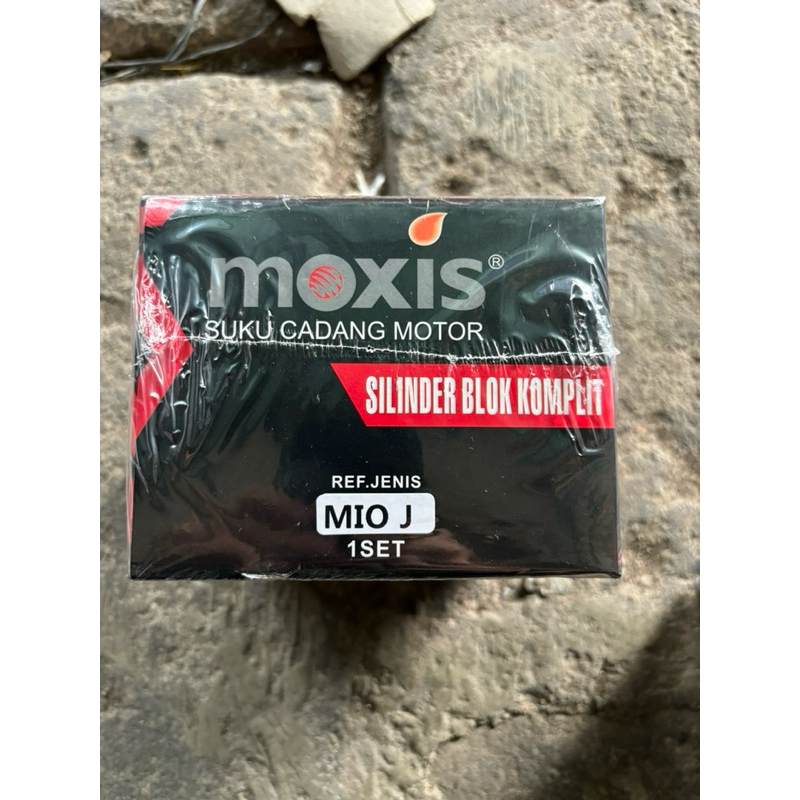 moxis®
SUKU CADANG MOTOR
SILINDER BLOK KOMPLIT
REF.JENIS
MIO J
1SET